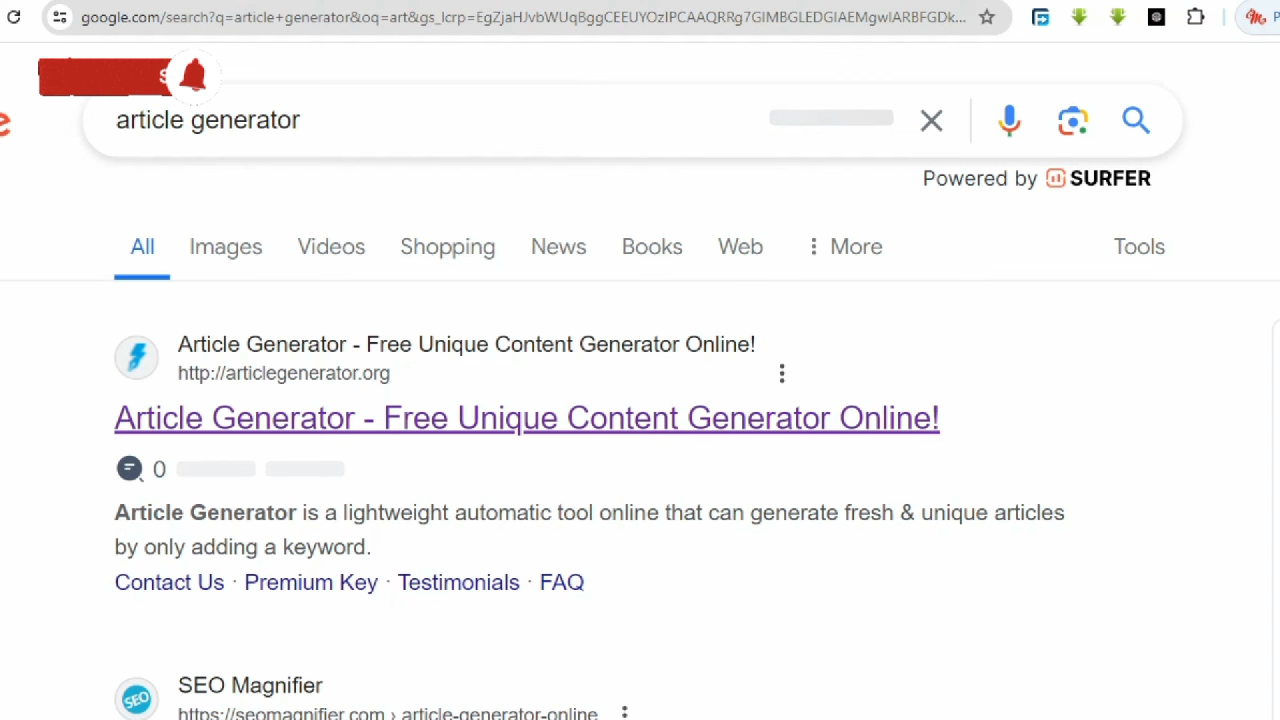 google.com/search?q=article+generator&oq=art&gs_lcrp=EgZjaHJvbWUqBggCEEUYOzIPCAAQRRg7GIMBGLEDGIAEMgwIARBFGDk...
article generator
Powered by SURFER
All Images Videos Shopping News Books Web More Tools
Article Generator - Free Unique Content Generator Online!
http://articlegenerator.org
Article Generator - Free Unique Content Generator Online!
0
Article Generator is a lightweight automatic tool online that can generate fresh & unique articles
by only adding a keyword.
Contact Us · Premium Key · Testimonials · FAQ
SEO Magnifier
SEO
https://seomagnifier.com › article-generator-online